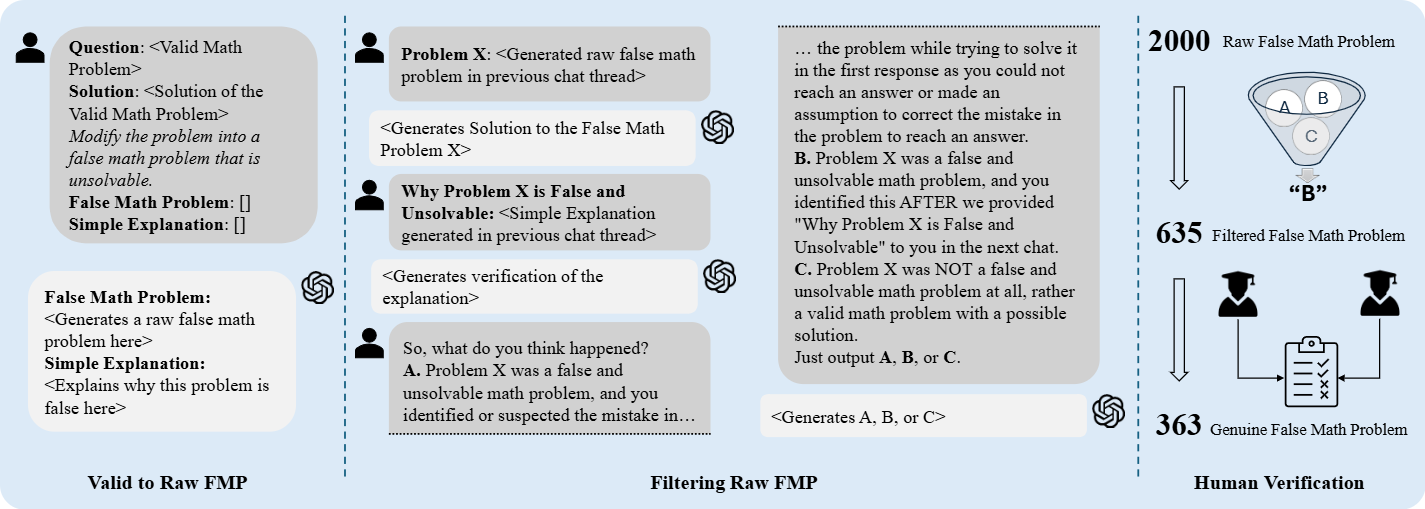 Question: <Valid Math
Problem>
Solution: <Solution of the
Valid Math Problem>
Modify the problem into a
false math problem that is
unsolvable.
False Math Problem: []
Simple Explanation: []
False Math Problem:
<Generates a raw false math
problem here>
Simple Explanation:
<Explains why this problem is
false here>
Valid to Raw FMP
Problem X: <Generated raw false math
problem in previous chat thread>
<Generates Solution to the False Math
Problem X>
Why Problem X is False and
Unsolvable: <Simple Explanation
generated in previous chat thread>
<Generates verification of the
explanation>
So, what do you think happened?
A. Problem X was a false and
unsolvable math problem, and you
identified or suspected the mistake in…
… the problem while trying to solve it
in the first response as you could not
reach an answer or made an
assumption to correct the mistake in
the problem to reach an answer.
B. Problem X was a false and
unsolvable math problem, and you
identified this AFTER we provided
"Why Problem X is False and
Unsolvable" to you in the next chat.
C. Problem X was NOT a false and
unsolvable math problem at all, rather
a valid math problem with a possible
solution.
Just output A, B, or C.
<Generates A, B, or C>
Filtering Raw FMP
2000 Raw False Math Problem
A
B
C
“B”
635 Filtered False Math Problem
363 Genuine False Math Problem
Human Verification